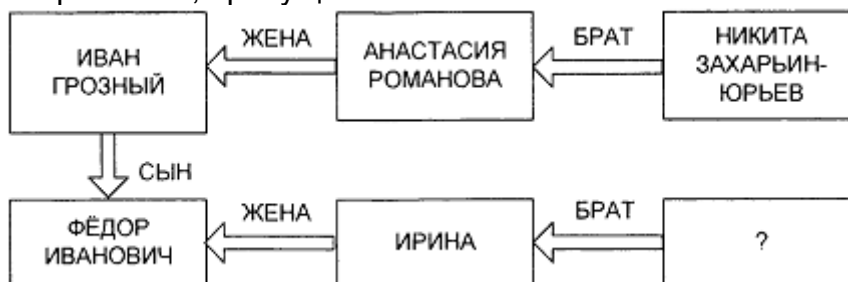 ЖЕНА
БРАТ
ИВАН
ГРОЗНЫЙ
АНАСТАСИЯ
РОМАНОВА
НИКИТА
ЗАХАРЬИН-
ЮРЬЕВ
СЫН
ЖЕНА
БРАТ
ФЁДОР
ИВАНОВИЧ
ИРИНА
?